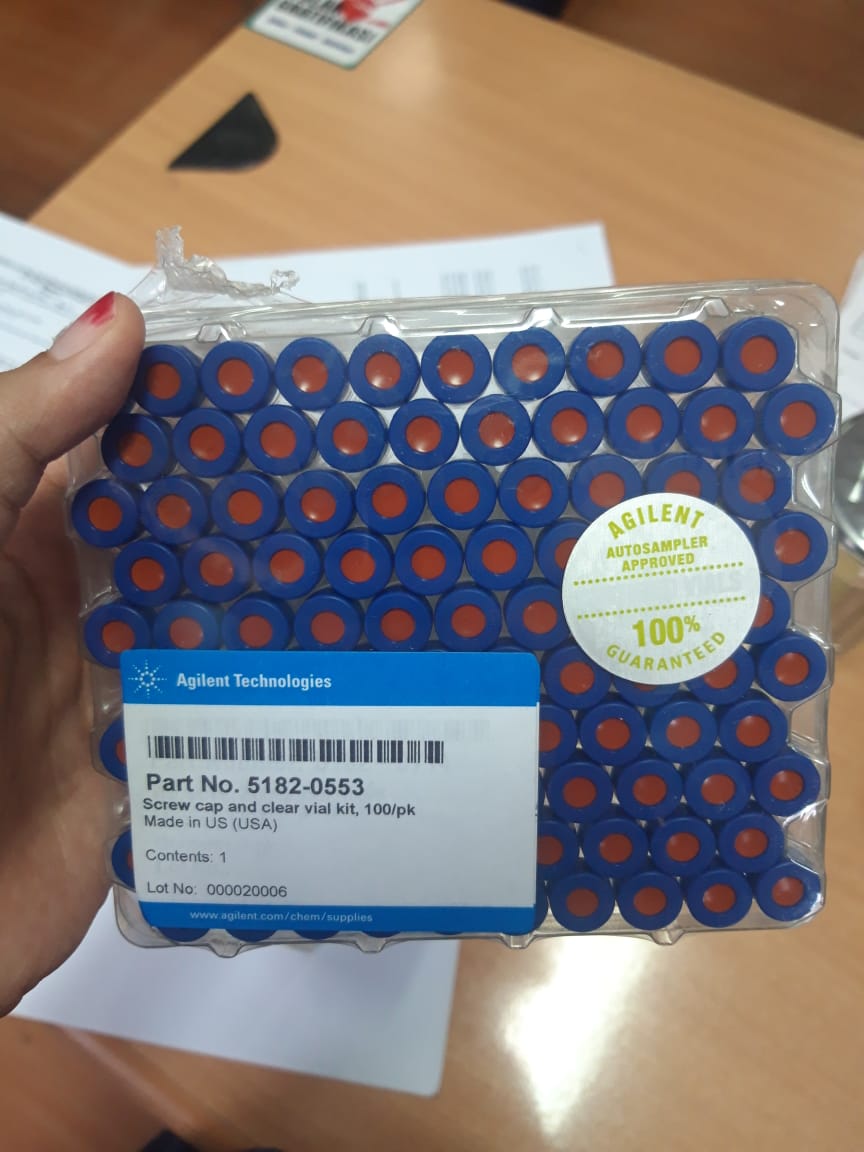 AGILENT
AUTOSAMPLER
APPROVED
VIALS
100%
GUARANTEED
Agilent Technologies
Part No. 5182-0553
Screw cap and clear vial kit, 100/pk
Made in US (USA)
Contents: 1
Lot No: 000020006
www.agilent.com/chem/supplies